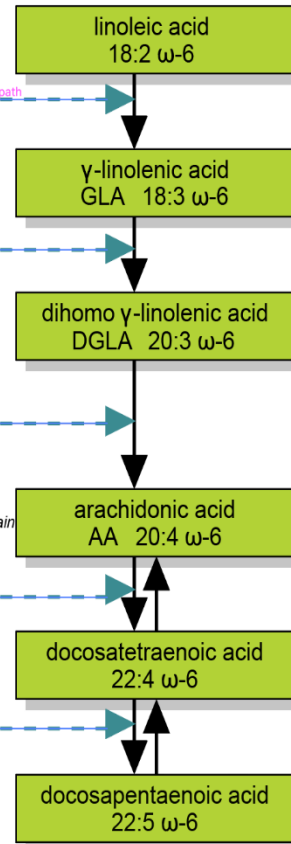 linoleic acid
18:2 ω-6
path
γ-linolenic acid
GLA 18:3 ω-6
dihomo γ-linolenic acid
DGLA 20:3 ω-6
arachidonic acid
AA 20:4 ω-6
docosatetraenoic acid
22:4 ω-6
docosapentaenoic acid
22:5 ω-6